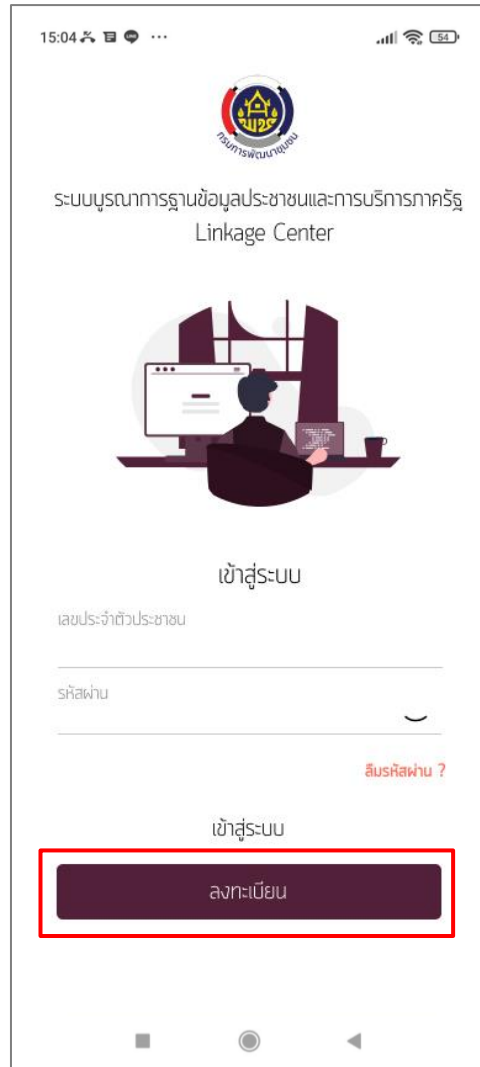 15:04
54
พช
กรมการพัฒนาชุมชน
ระบบบูรณาการฐานข้อมูลประชาชนและการบริการภาครัฐ
Linkage Center
เข้าสู่ระบบ
เลขประจำตัวประชาชน
รหัสผ่าน
ลืมรหัสผ่าน ?
เข้าสู่ระบบ
ลงทะเบียน